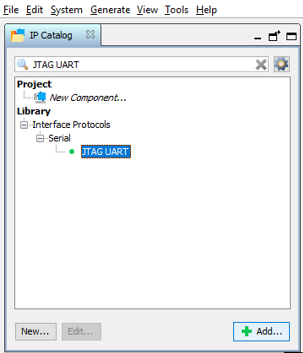 File Edit System Generate View Tools Help
IP Catalog
JTAG UART
Project
New Component...
Library
Interface Protocols
Serial
JTAG UART
New... Edit... Add...